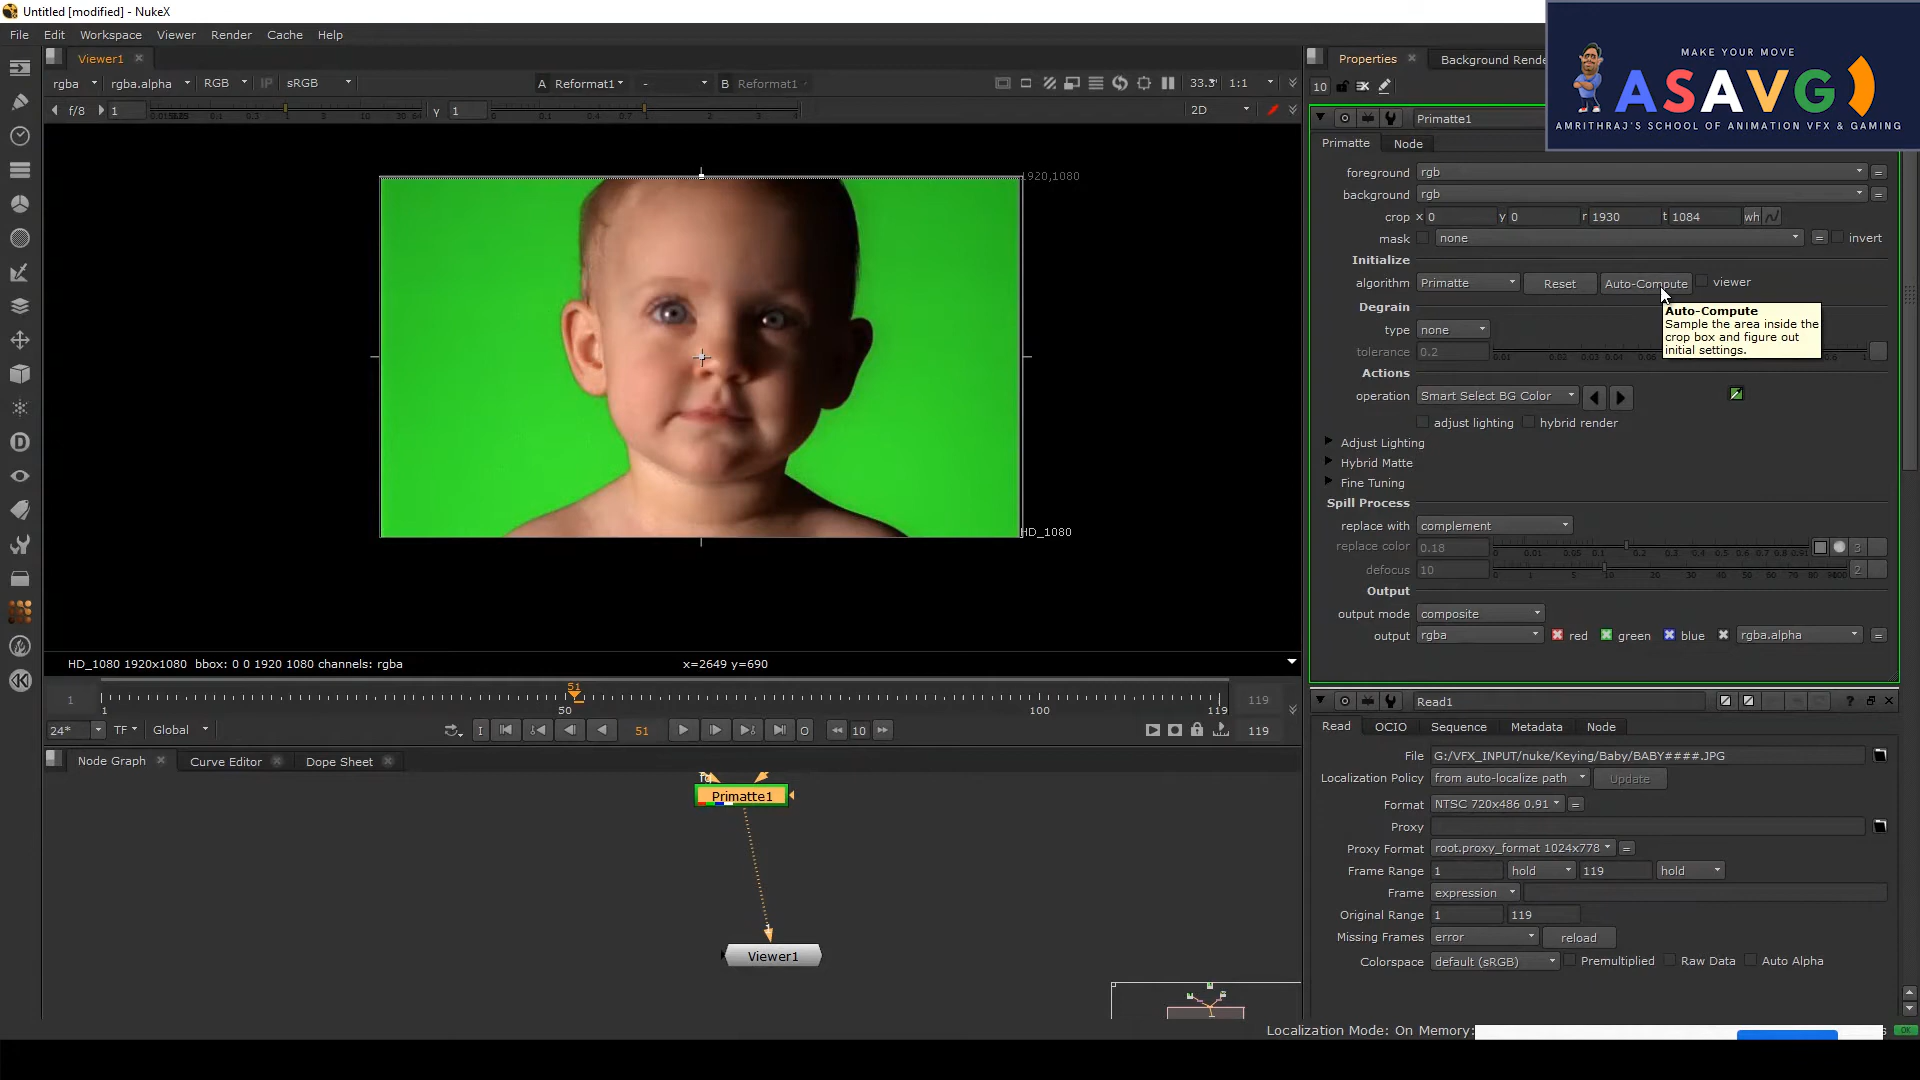 Untitled [modified] - NukeX
File Edit Workspace Viewer Render Cache Help
MAKE YOUR MOVE
ASAVG
AMRITHRAJ'S SCHOOL OF ANIMATION VFX & GAMING
Viewer1
rgba rgba.alpha RGB IP sRGB A Reformat1 - B Reformat1 33.3 1:1
f/8 1 y 1 2D
1920,1080
HD_1080
HD_1080 1920x1080 bbox: 0 0 1920 1080 channels: rgba x=2649 y=690
1 51 119
1 50 100 119
24* TF Global I 51 O 10 119
Node Graph Curve Editor Dope Sheet
Primatte1
Viewer1
Properties Background Rende
10
Primatte1
Primatte Node
foreground rgb =
background rgb =
crop x 0 y 0 r 1930 t 1084 wh
mask none = invert
Initialize
algorithm Primatte Reset Auto-Compute viewer
Auto-Compute
Sample the area inside the
crop box and figure out
initial settings.
Degrain
type none
tolerance 0.2
Actions
operation Smart Select BG Color
adjust lighting hybrid render
Adjust Lighting
Hybrid Matte
Fine Tuning
Spill Process
replace with complement
replace color 0.18 3
defocus 10 2
Output
output mode composite
output rgba red green blue rgba.alpha =
Read1
Read OCIO Sequence Metadata Node
File G:/VFX_INPUT/nuke/Keying/Baby/BABY####.JPG
Localization Policy from auto-localize path Update
Format NTSC 720x486 0.91 =
Proxy
Proxy Format root.proxy_format 1024x778 =
Frame Range 1 hold 119 hold
Frame expression
Original Range 1 119
Missing Frames error reload
Colorspace default (sRGB) Premultiplied Raw Data Auto Alpha
Localization Mode: On Memory: